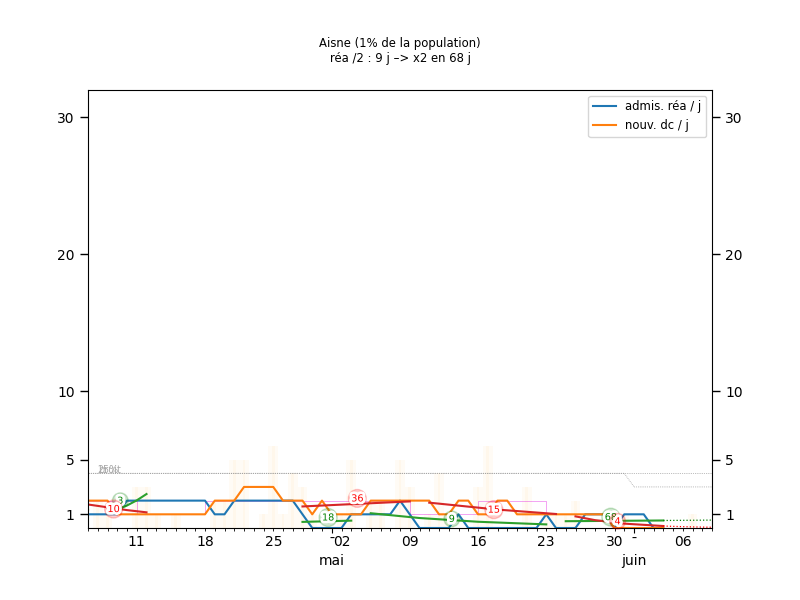 Aisne (1% de la population)
réa /2 : 9 j –> x2 en 68 j
admis. réa / j
nouv. dc / j
30 30
20 20
10 10
5 5
1 1
3
10
18
36
9
15
68
4
11 18 25 02 09 16 23 30 - 06
mai juin